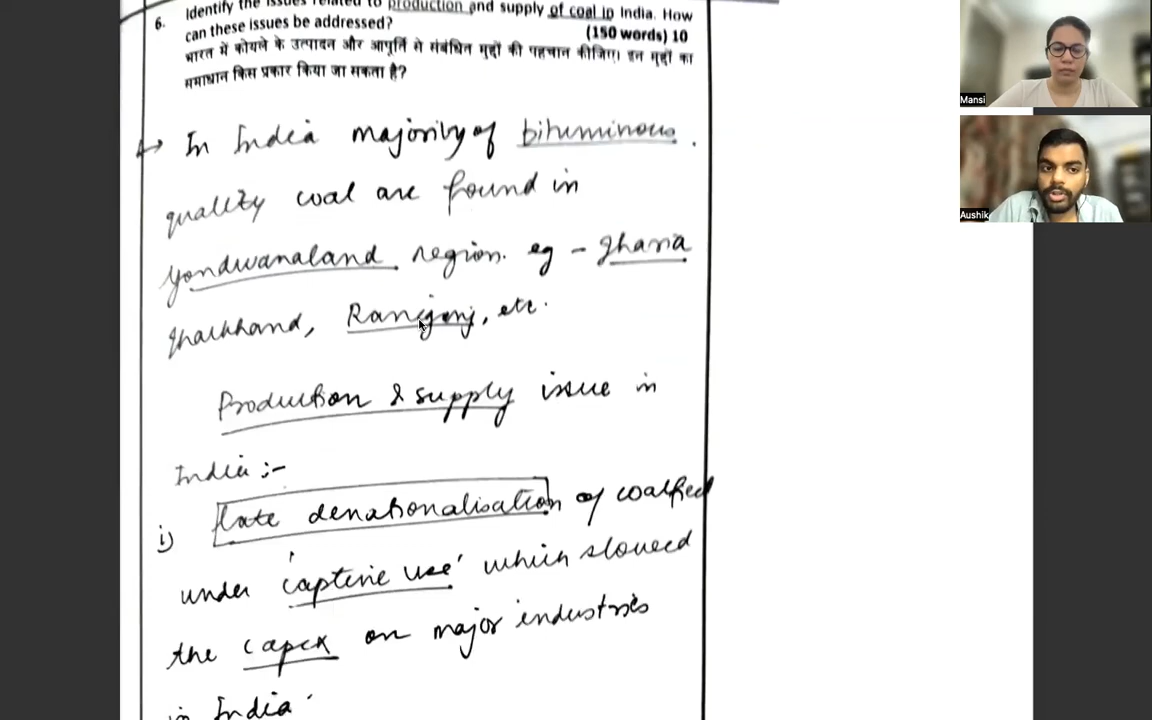 6. Identify the issues related to production and supply of coal in India. How
can these issues be addressed? (150 words) 10
भारत में कोयले के उत्पादन और आपूर्ति से संबंधित मुद्दों की पहचान कीजिए। इन मुद्दों का
समाधान किस प्रकार किया जा सकता है?
In India majority of bituminous
quality coal are found in
Gondwanaland region. eg - Jharia
Jharkhand, Raniganj, etc.
Production & supply issue in
India :-
i) late denationalisation of coalfied
under 'captive use' which slowed
the capex on major industries
in India.
Mansi
Aushik